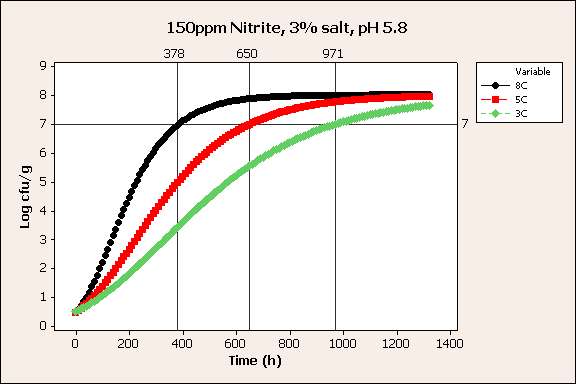 150ppm Nitrite, 3% salt, pH 5.8
378 650 971
Variable
8C
5C
3C
9
8
7
6
5
4
3
2
1
0
7
Log cfu/g
0 200 400 600 800 1000 1200 1400
Time (h)